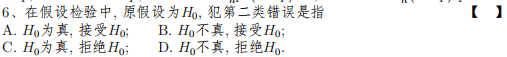 6、在假设检验中, 原假设为H₀, 犯第二类错误是指 【 】
A. H₀为真, 接受H₀; B. H₀不真, 接受H₀;
C. H₀为真, 拒绝H₀; D. H₀不真, 拒绝H₀.